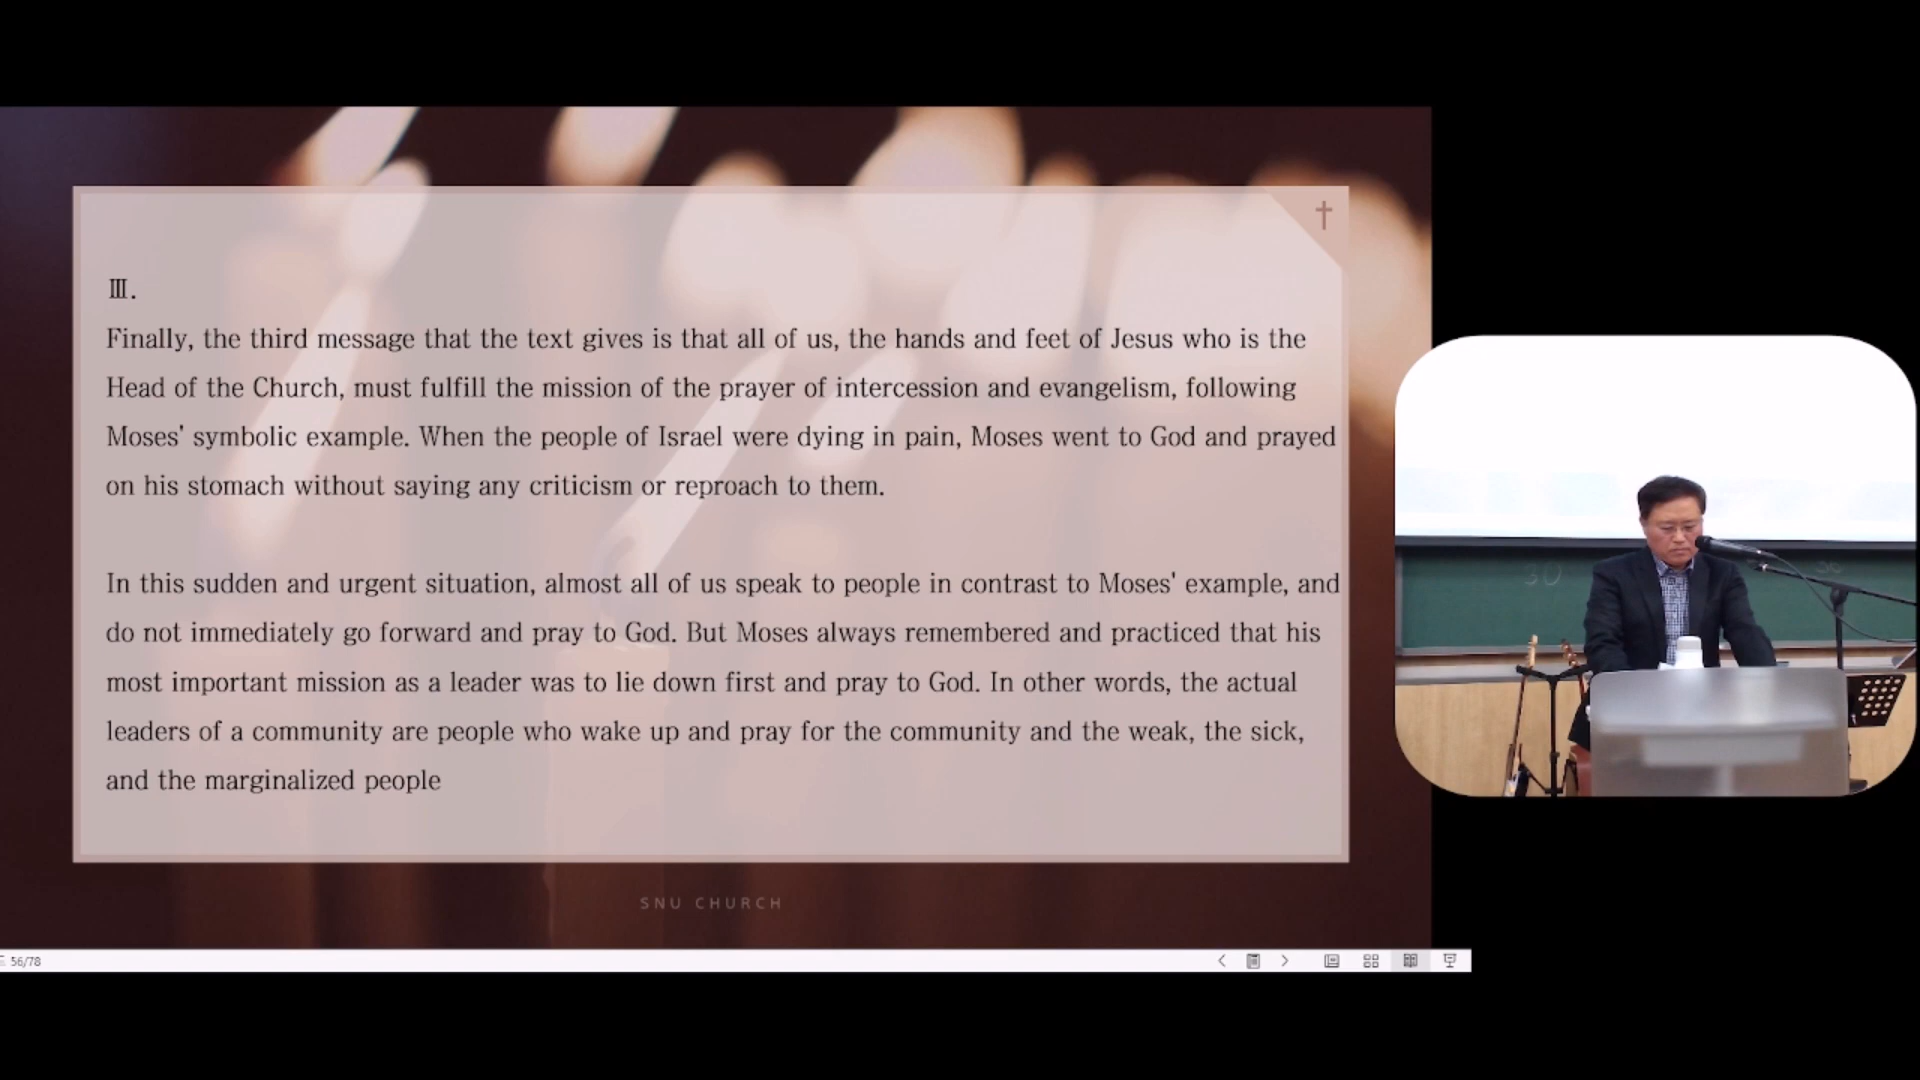 Ⅲ.
Finally, the third message that the text gives is that all of us, the hands and feet of Jesus who is the
Head of the Church, must fulfill the mission of the prayer of intercession and evangelism, following
Moses' symbolic example. When the people of Israel were dying in pain, Moses went to God and prayed
on his stomach without saying any criticism or reproach to them.
In this sudden and urgent situation, almost all of us speak to people in contrast to Moses' example, and
do not immediately go forward and pray to God. But Moses always remembered and practiced that his
most important mission as a leader was to lie down first and pray to God. In other words, the actual
leaders of a community are people who wake up and pray for the community and the weak, the sick,
and the marginalized people
SNU CHURCH
56/78
30